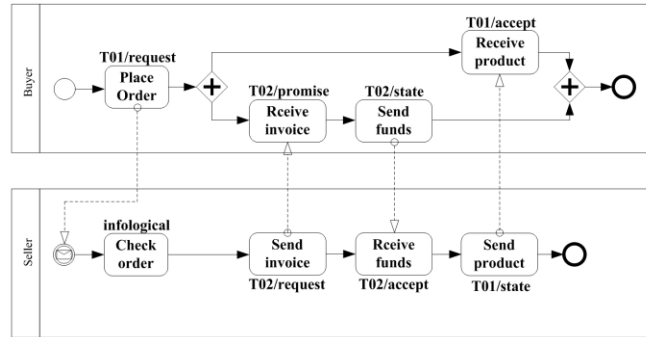 Buyer
T01/request
Place
Order
T02/promise
Rceive
invoice
T02/state
Send
funds
T01/accept
Receive
product
Seller
infological
Check
order
Send
invoice
T02/request
Rceive
funds
T02/accept
Send
product
T01/state